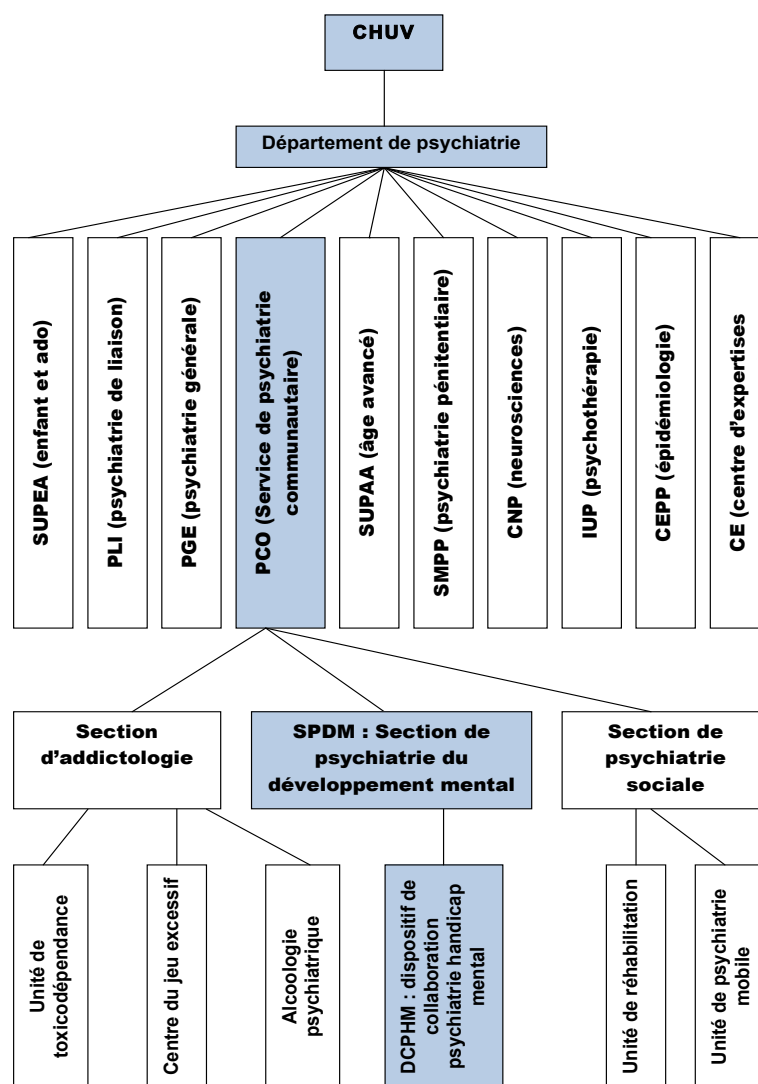 CHUV
Département de psychiatrie
SUPEA (enfant et ado)
PLI (psychiatrie de liaison)
PGE (psychiatrie générale)
PCO (Service de psychiatrie
communautaire)
SUPAA (âge avancé)
SMPP (psychiatrie pénitentiaire)
CNP (neurosciences)
IUP (psychothérapie)
CEPP (épidémiologie)
CE (centre d'expertises
Section
d'addictologie
SPDM : Section de
psychiatrie du
développement mental
Section de
psychiatrie
sociale
Unité de
toxicodépendance
Centre du jeu excessif
Alcoologie
psychiatrique
DCPHM : dispositif de
collaboration
psychiatrie handicap
mental
Unité de réhabilitation
Unité de psychiatrie
mobile